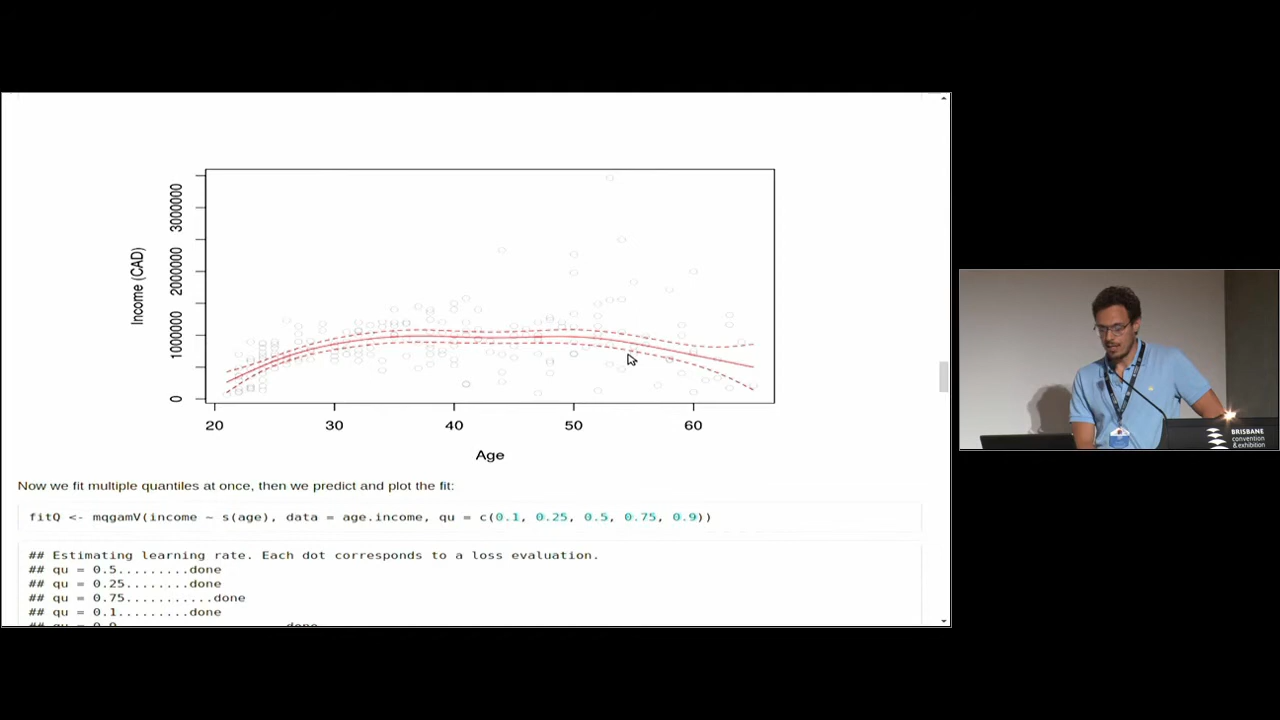 3000000
2000000
1000000
0
Income (CAD)
20 30 40 50 60
Age
Now we fit multiple quantiles at once, then we predict and plot the fit:
fitQ <- mqgamV(income ~ s(age), data = age.income, qu = c(0.1, 0.25, 0.5, 0.75, 0.9))
## Estimating learning rate. Each dot corresponds to a loss evaluation.
## qu = 0.5.........done
## qu = 0.25........done
## qu = 0.75...........done
## qu = 0.1.........done
BRISBANE
convention
& exhibition